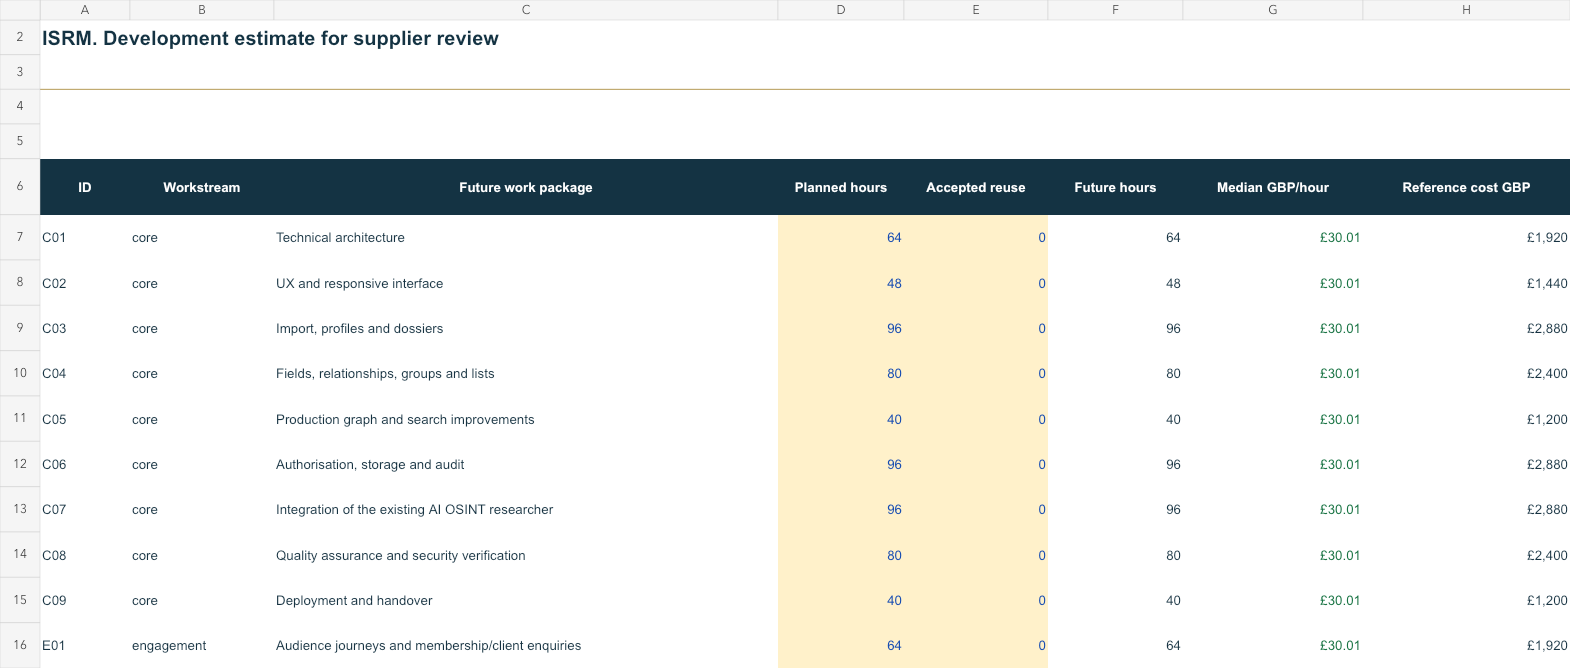 A B C D E F G H
2 ISRM. Development estimate for supplier review
3
4
5
6 ID Workstream Future work package Planned hours Accepted reuse Future hours Median GBP/hour Reference cost GBP
7 C01 core Technical architecture 64 0 64 £30.01 £1,920
8 C02 core UX and responsive interface 48 0 48 £30.01 £1,440
9 C03 core Import, profiles and dossiers 96 0 96 £30.01 £2,880
10 C04 core Fields, relationships, groups and lists 80 0 80 £30.01 £2,400
11 C05 core Production graph and search improvements 40 0 40 £30.01 £1,200
12 C06 core Authorisation, storage and audit 96 0 96 £30.01 £2,880
13 C07 core Integration of the existing AI OSINT researcher 96 0 96 £30.01 £2,880
14 C08 core Quality assurance and security verification 80 0 80 £30.01 £2,400
15 C09 core Deployment and handover 40 0 40 £30.01 £1,200
16 E01 engagement Audience journeys and membership/client enquiries 64 0 64 £30.01 £1,920